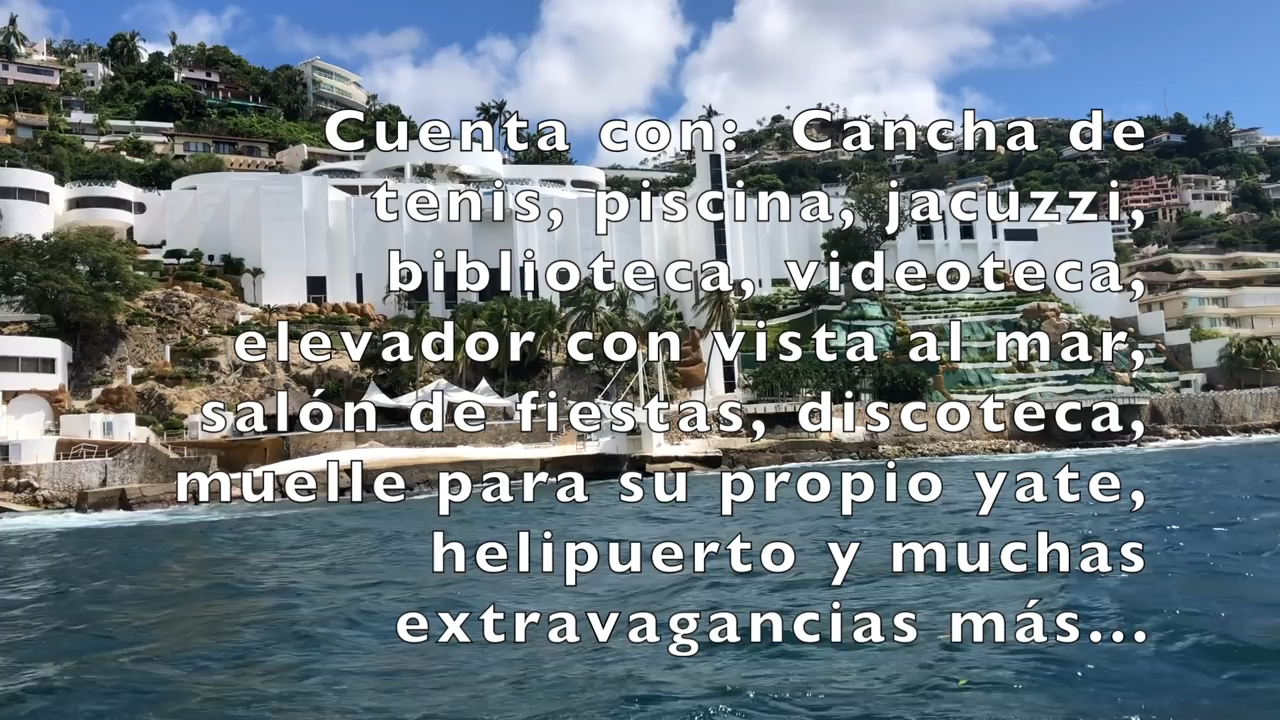 Cuenta con:  Cancha de
tenis, piscina, jacuzzi,
biblioteca, videoteca,
elevador con vista al mar,
salón de fiestas, discoteca,
muelle para su propio yate,
helipuerto y muchas
extravagancias más...